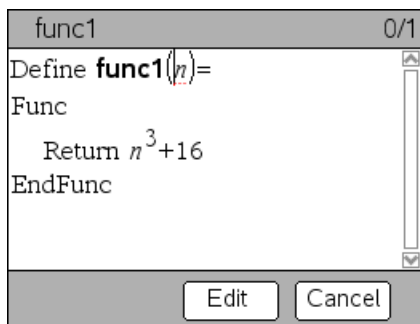 func1 0/1
Define func1(n)=
Func
Return n³+16
EndFunc
Edit Cancel